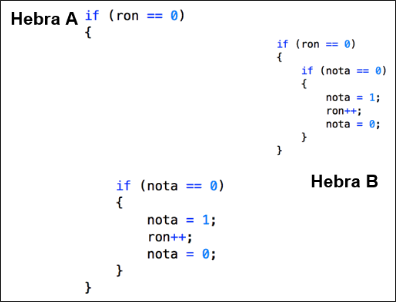 Hebra A
if (ron == 0)
{
if (ron == 0)
{
if (nota == 0)
{
nota = 1;
ron++;
nota = 0;
}
}
Hebra B
if (nota == 0)
{
nota = 1;
ron++;
nota = 0;
}
}